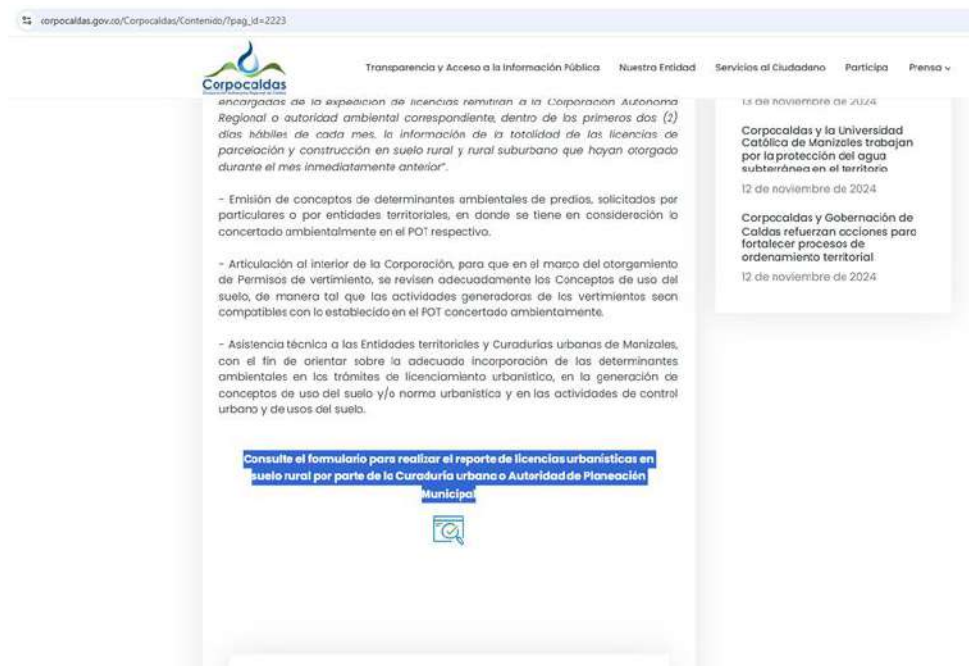 corpocaldas.gov.co/Corpocaldas/Contenido/?pag_id=2223
Corpocaldas
Transparencia y Acceso a la Información Pública Nuestra Entidad Servicios al Ciudadano Participa Prensa
encargadas de la expedición de licencias remitirán a la Corporación Autónoma
Regional o autoridad ambiental correspondiente, dentro de los primeros dos (2)
días hábiles de cada mes, la información de la totalidad de las licencias de
parcelación y construcción en suelo rural y rural suburbano que hayan otorgado
durante el mes inmediatamente anterior".
- Emisión de conceptos de determinantes ambientales de predios, solicitados por
particulares o por entidades territoriales, en donde se tiene en consideración lo
concertado ambientalmente en el POT respectivo.
- Articulación al interior de la Corporación, para que en el marco del otorgamiento
de Permisos de vertimiento, se revisen adecuadamente los Conceptos de uso del
suelo, de manera tal que las actividades generadoras de los vertimientos sean
compatibles con lo establecido en el POT concertado ambientalmente.
- Asistencia técnica a las Entidades territoriales y Curadurías urbanas de Manizales,
con el fin de orientar sobre la adecuada incorporación de las determinantes
ambientales en los trámites de licenciamiento urbanístico, en la generación de
conceptos de uso del suelo y/o norma urbanística y en las actividades de control
urbano y de usos del suelo.
Consulte el formulario para realizar el reporte de licencias urbanísticas en
suelo rural por parte de la Curaduría urbana o Autoridad de Planeación
Municipal
13 de noviembre de 2024
Corpocaldas y la Universidad
Católica de Manizales trabajan
por la protección del agua
subterránea en el territorio
12 de noviembre de 2024
Corpocaldas y Gobernación de
Caldas refuerzan acciones para
fortalecer procesos de
ordenamiento territorial
12 de noviembre de 2024